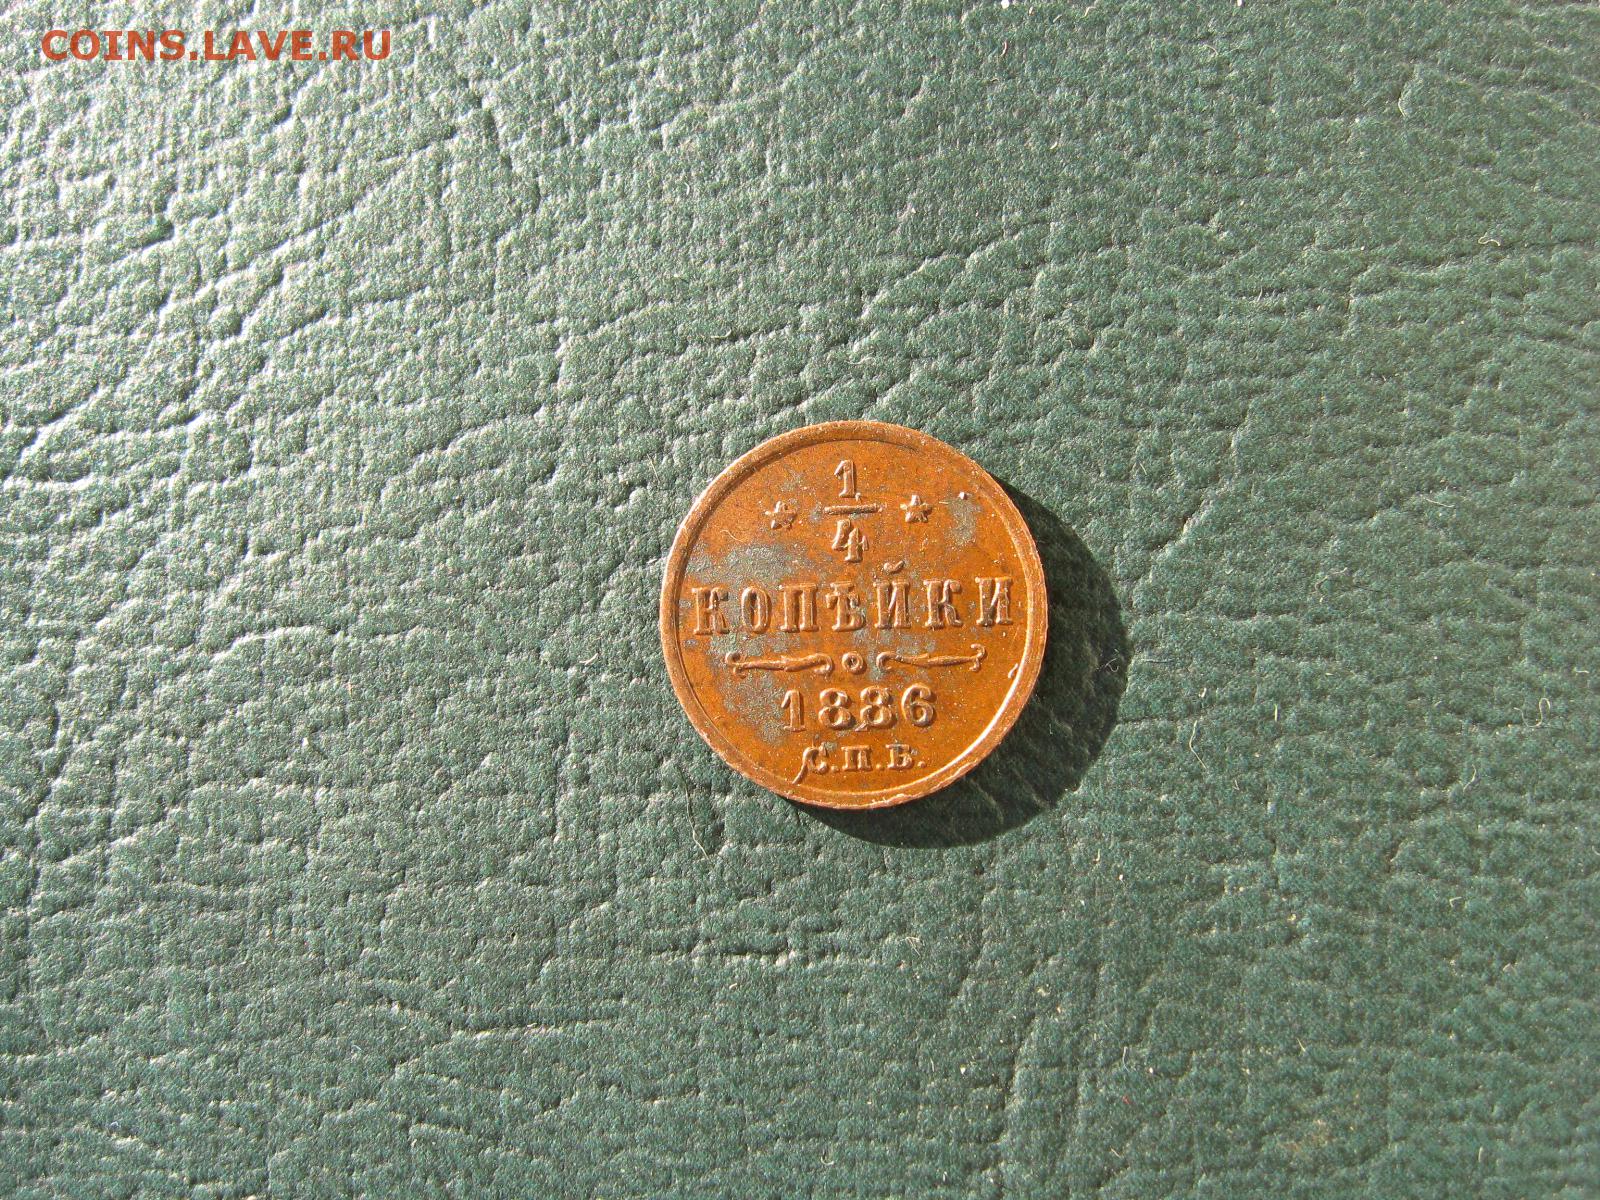 COINS.LAVE.RU
★ 1/4 ★
КОПѢЙКИ
1886
С.П.Б.